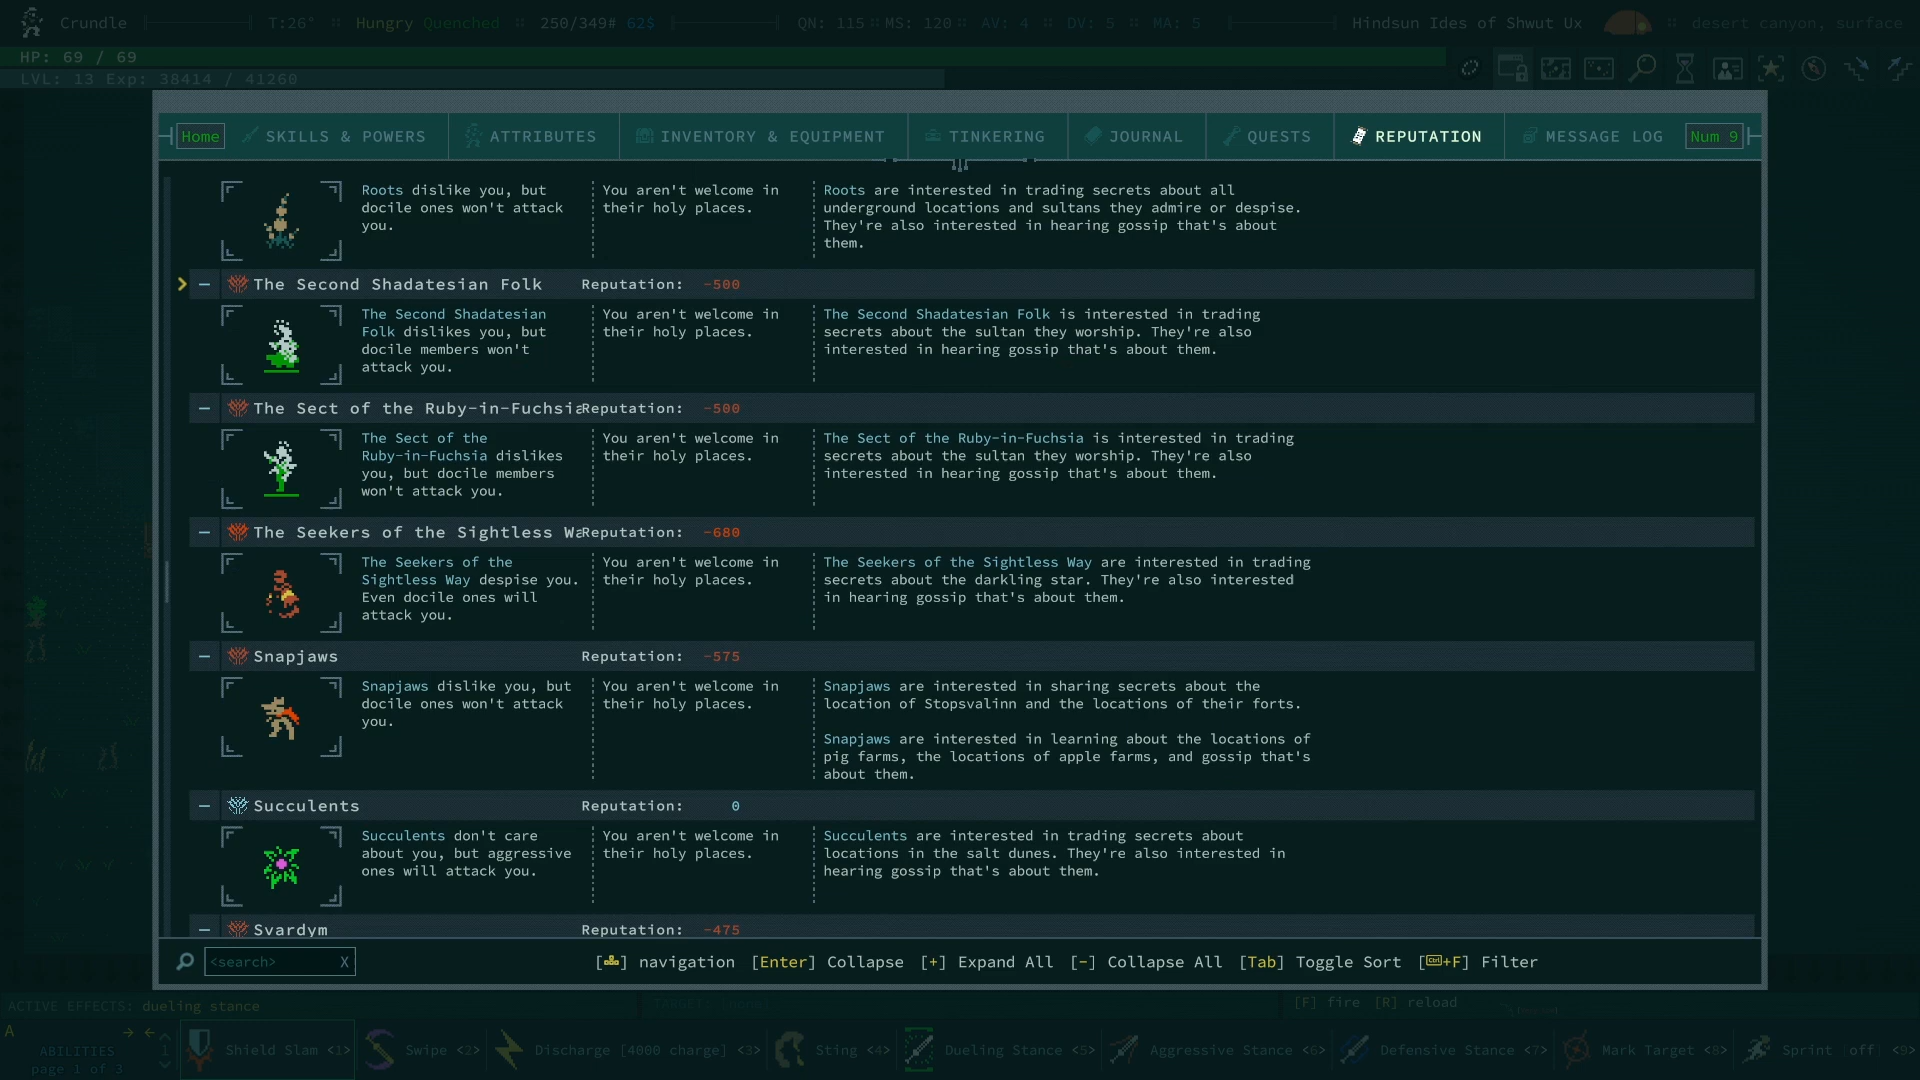 Crundle T:26° Hungry Quenched 250/349# 62$ QN: 115 MS: 120 AV: 4 DV: 5 MA: 5 Hindsun Ides of Shwut Ux desert canyon, surface
HP: 69 / 69
LVL: 13 Exp: 38414 / 41260
Home SKILLS & POWERS ATTRIBUTES INVENTORY & EQUIPMENT TINKERING JOURNAL QUESTS REPUTATION MESSAGE LOG Num 9
Roots dislike you, but
docile ones won't attack
you.
You aren't welcome in
their holy places.
Roots are interested in trading secrets about all
underground locations and sultans they admire or despise.
They're also interested in hearing gossip that's about
them.
The Second Shadatesian Folk Reputation: -500
The Second Shadatesian
Folk dislikes you, but
docile members won't
attack you.
You aren't welcome in
their holy places.
The Second Shadatesian Folk is interested in trading
secrets about the sultan they worship. They're also
interested in hearing gossip that's about them.
The Sect of the Ruby-in-Fuchsia Reputation: -500
The Sect of the
Ruby-in-Fuchsia dislikes
you, but docile members
won't attack you.
You aren't welcome in
their holy places.
The Sect of the Ruby-in-Fuchsia is interested in trading
secrets about the sultan they worship. They're also
interested in hearing gossip that's about them.
The Seekers of the Sightless Wa Reputation: -680
The Seekers of the
Sightless Way despise you.
Even docile ones will
attack you.
You aren't welcome in
their holy places.
The Seekers of the Sightless Way are interested in trading
secrets about the darkling star. They're also interested
in hearing gossip that's about them.
Snapjaws Reputation: -575
Snapjaws dislike you, but
docile ones won't attack
you.
You aren't welcome in
their holy places.
Snapjaws are interested in sharing secrets about the
location of Stopsvalinn and the locations of their forts.
Snapjaws are interested in learning about the locations of
pig farms, the locations of apple farms, and gossip that's
about them.
Succulents Reputation: 0
Succulents don't care
about you, but aggressive
ones will attack you.
You aren't welcome in
their holy places.
Succulents are interested in trading secrets about
locations in the salt dunes. They're also interested in
hearing gossip that's about them.
Svardym Reputation: -475
<search> X [] navigation [Enter] Collapse [+] Expand All [-] Collapse All [Tab] Toggle Sort [Ctrl+F] Filter
ACTIVE EFFECTS: dueling stance TARGET: [none] [F] fire [R] reload
A ABILITIES 1 Shield Slam <1> Swipe <2> Discharge [4000 charge] <3> Sting <4> Dueling Stance <5> Aggressive Stance <6> Defensive Stance <7> Mark Target <8> Sprint [off] <9>
page 1 of 3